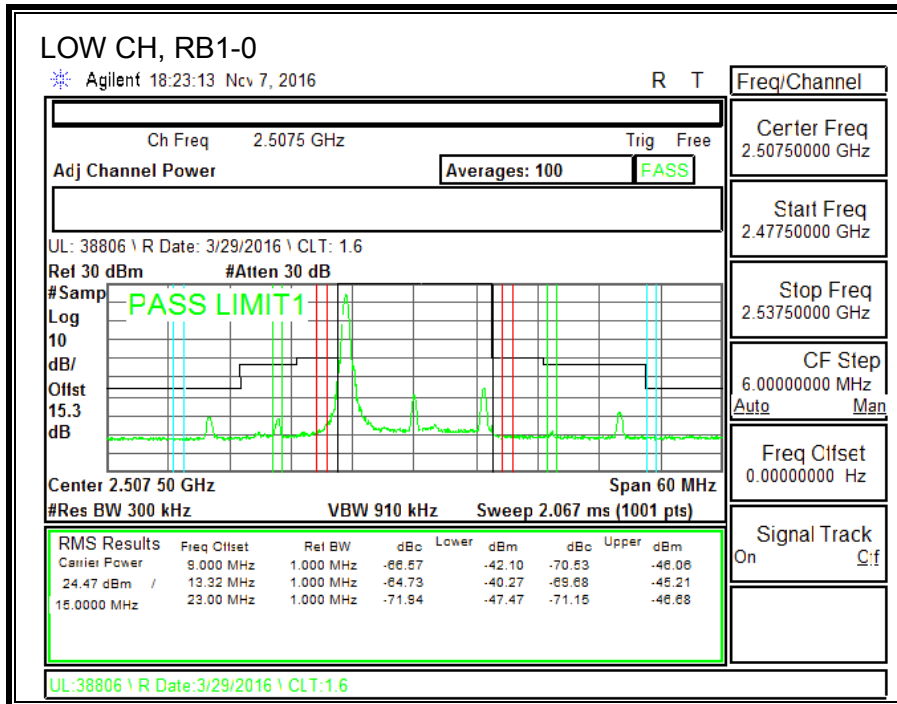 LOW CH, RB1-0
Agilent 18:23:13 Nov 7, 2016 R T
Freq/Channel
Ch Freq 2.5075 GHz Trig Free
Adj Channel Power Averages: 100 PASS
Center Freq
2.50750000 GHz
Start Freq
2.47750000 GHz
Stop Freq
2.53750000 GHz
CF Step
6.00000000 MHz
Auto Man
Freq Offset
0.00000000 Hz
Signal Track
On Off
UL: 38806 \ R Date: 3/29/2016 \ CLT: 1.6
Ref 30 dBm #Atten 30 dB
#Samp
Log
10
dB/
Offst
15.3
dB
PASS LIMIT1
Center 2.507 50 GHz Span 60 MHz
#Res BW 300 kHz VBW 910 kHz Sweep 2.067 ms (1001 pts)
RMS Results Freq Offset Ref BW dBc Lower dBm dBc Upper dBm
Carrier Power 9.000 MHz 1.000 MHz -66.57 -42.10 -70.53 -46.06
24.47 dBm / 13.32 MHz 1.000 MHz -64.73 -40.27 -69.68 -45.21
15.0000 MHz 23.00 MHz 1.000 MHz -71.94 -47.47 -71.15 -46.68
UL:38806 \ R Date:3/29/2016 \ CLT:1.6